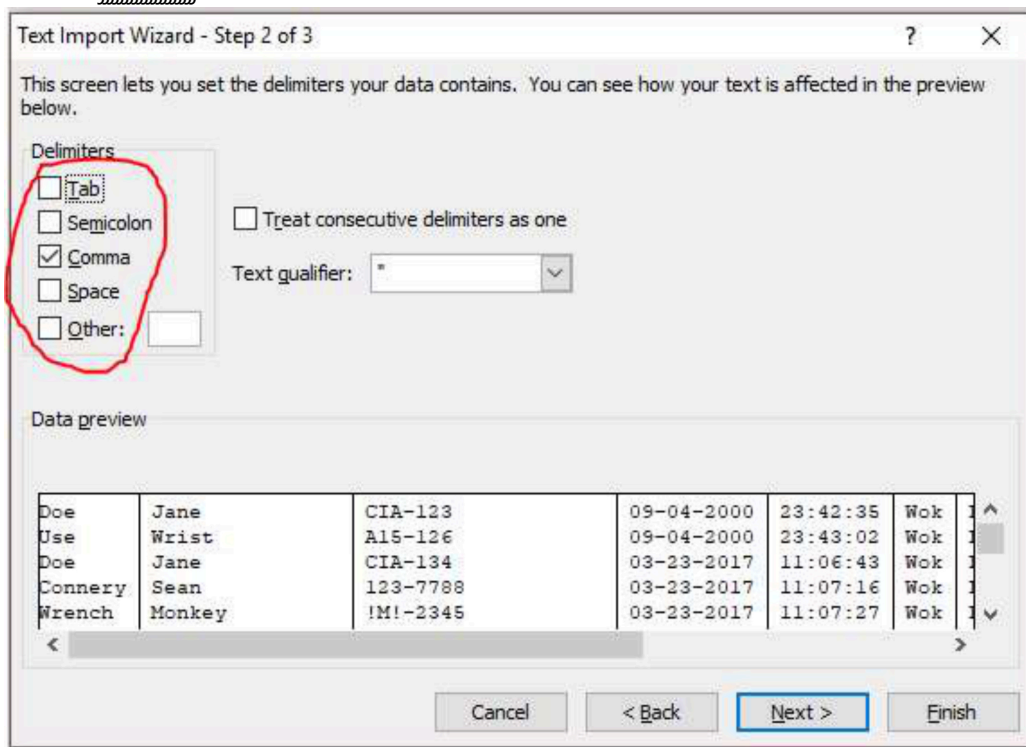 Text Import Wizard - Step 2 of 3 ?
This screen lets you set the delimiters your data contains. You can see how your text is affected in the preview
below.
Delimiters
Tab
Semicolon
Comma
Space
Other:
Treat consecutive delimiters as one
Text qualifier: "
Data preview
Doe Jane CIA-123 09-04-2000 23:42:35 Wok
Use Wrist A15-126 09-04-2000 23:43:02 Wok
Doe Jane CIA-134 03-23-2017 11:06:43 Wok
Connery Sean 123-7788 03-23-2017 11:07:16 Wok
Wrench Monkey !M!-2345 03-23-2017 11:07:27 Wok
Cancel < Back Next > Finish